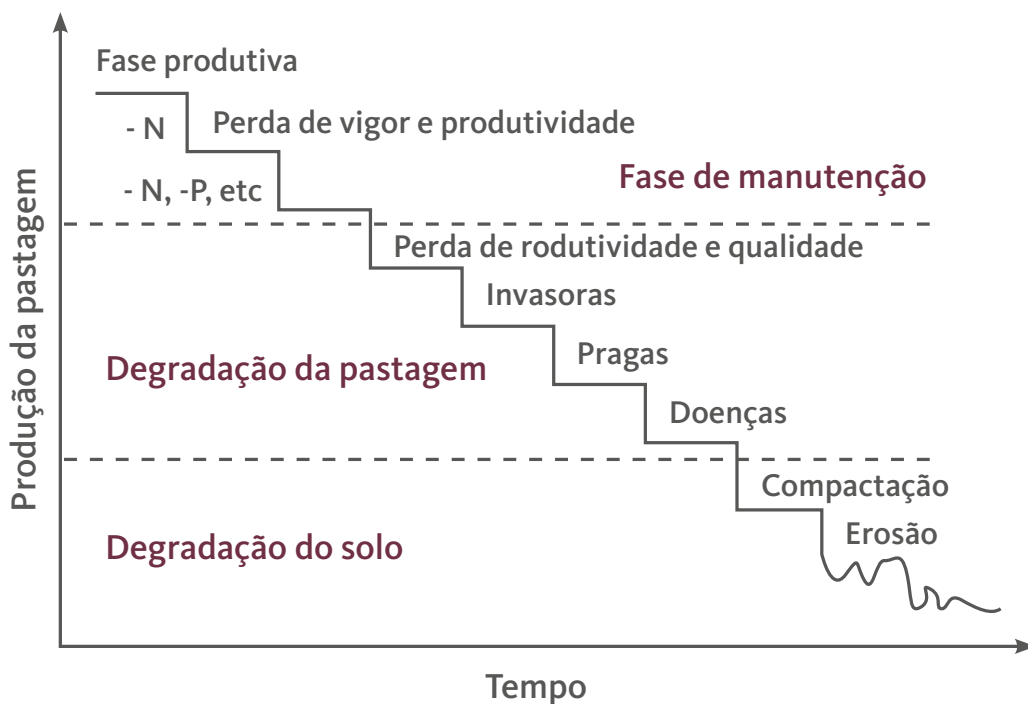 Fase produtiva
- N
Perda de vigor e produtividade
- N, -P, etc
Fase de manutenção
Perda de rodutividade e qualidade
Invasoras
Pragas
Degradação da pastagem
Doenças
Compactação
Erosão
Degradação do solo
Produção da pastagem
Tempo